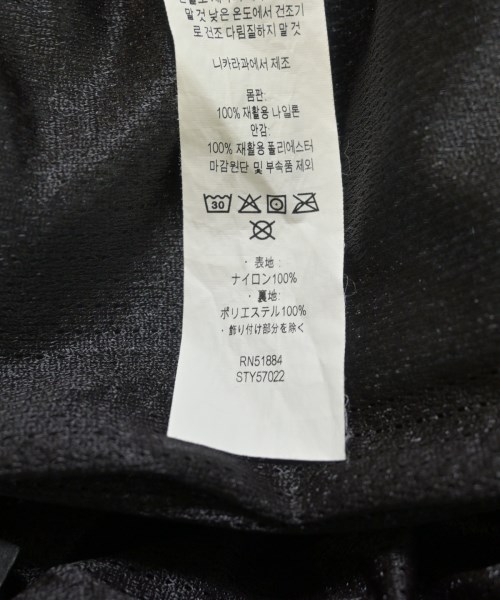 말 것 낮은 온도에서 건조기
로 건조 다림질하지 말 것
니카라과에서 제조
몸판:
100% 재활용 나일론
안감:
100% 재활용 폴리에스터
마감원단 및 부속품 제외
30
・表地:
ナイロン100%
・裏地:
ポリエステル100%
・飾り付け部分を除く
RN51884
STY57022